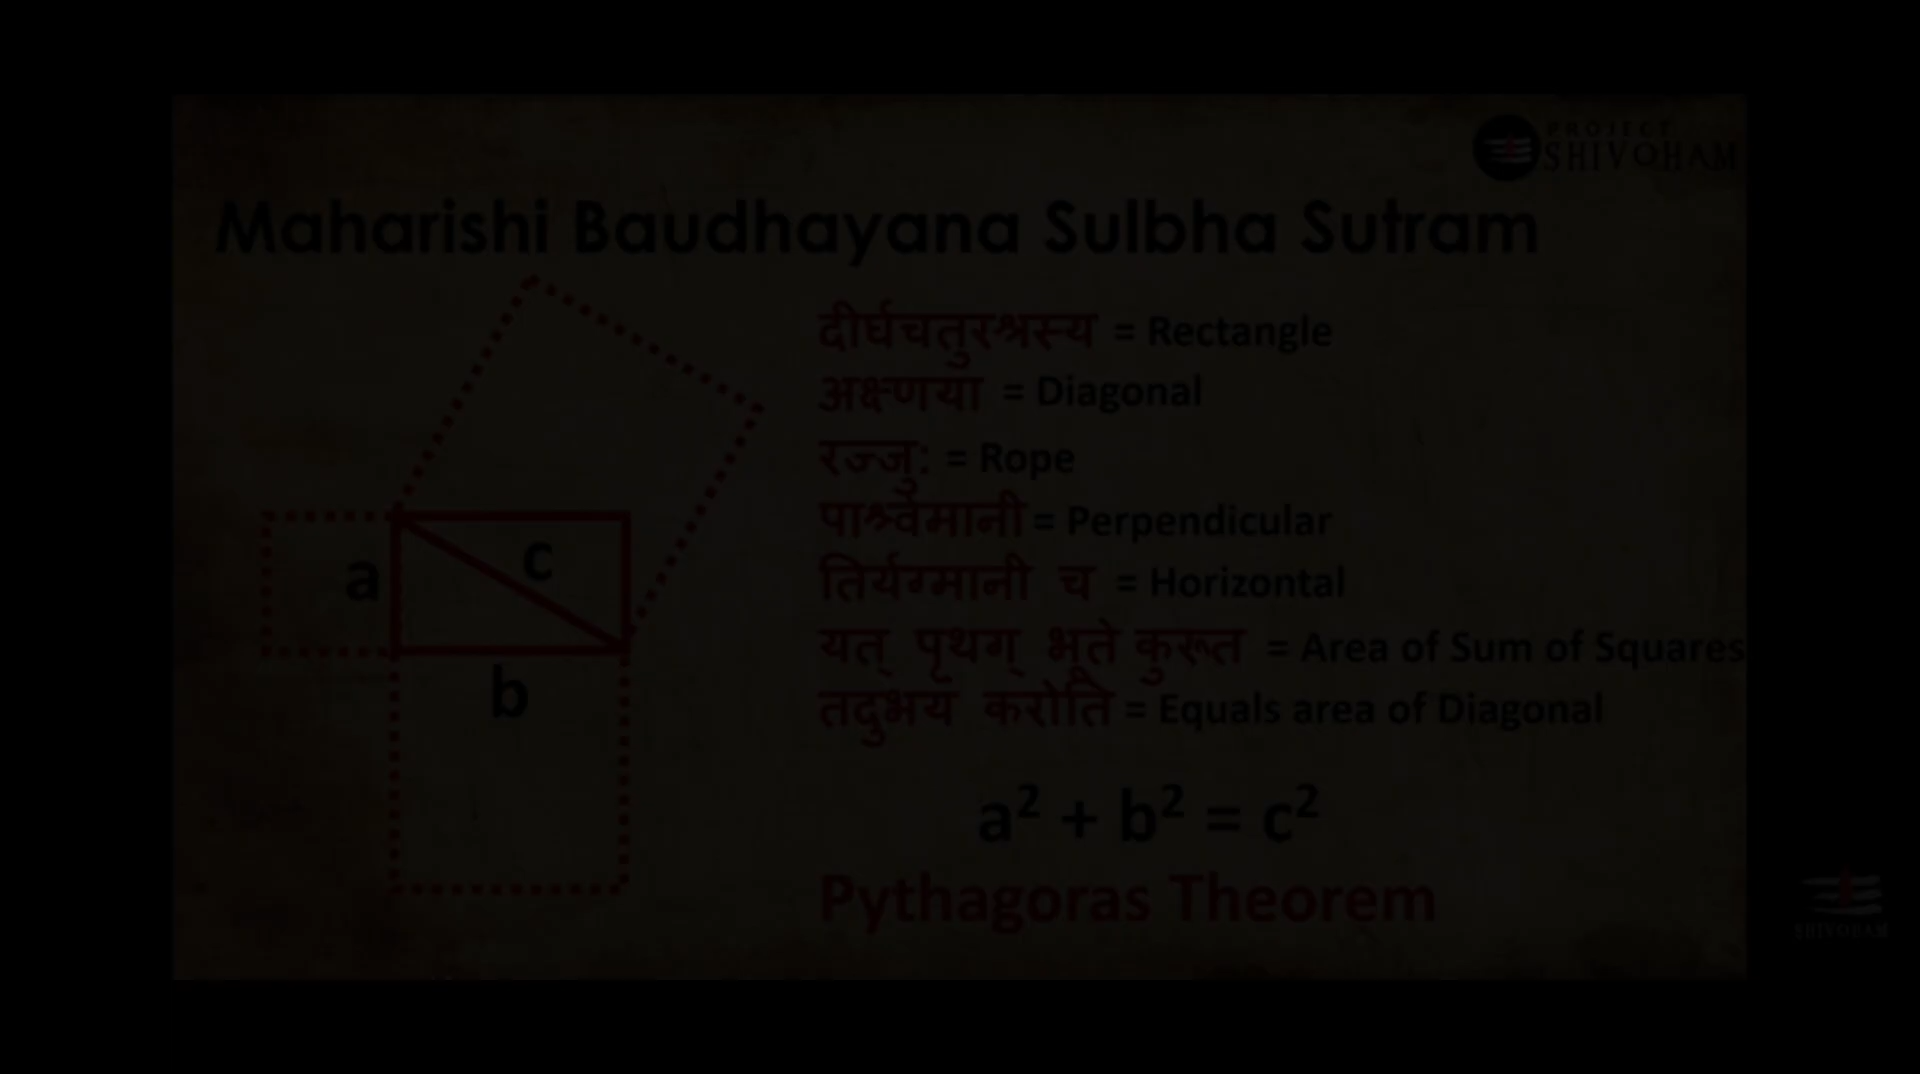 PROJECT
SHIVOHAM
Maharishi Baudhayana Sulbha Sutram
दीर्घचतुरश्रस्य = Rectangle
अक्ष्णया = Diagonal
रज्जु: = Rope
पार्श्वमानी = Perpendicular
तिर्यग्मानी च = Horizontal
यत् पृथग् भूते कुरूत = Area of Sum of Squares
तदुभय करोति = Equals area of Diagonal
a
c
b
a² + b² = c²
Pythagoras Theorem
SHIVOHAM